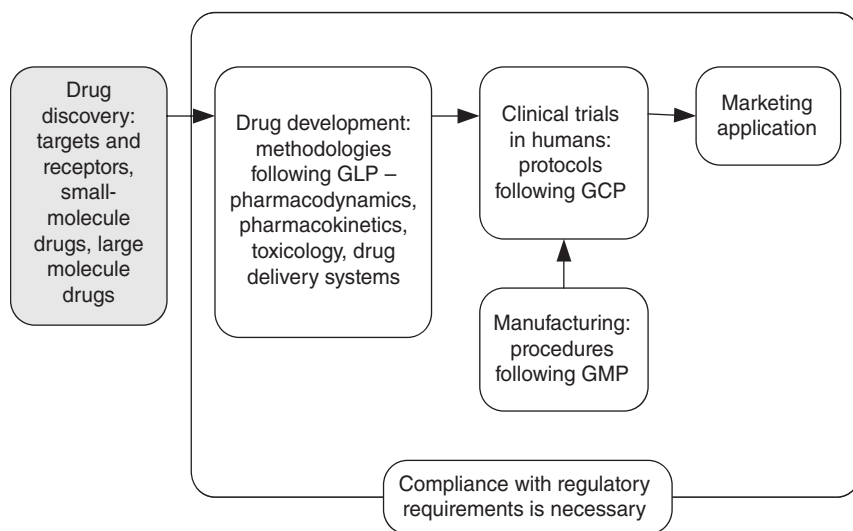 Drug
discovery:
targets and
receptors,
small-
molecule
drugs, large
molecule
drugs
Drug development:
methodologies
following GLP –
pharmacodynamics,
pharmacokinetics,
toxicology, drug
delivery systems
Clinical trials
in humans:
protocols
following GCP
Marketing
application
Manufacturing:
procedures
following GMP
Compliance with regulatory
requirements is necessary